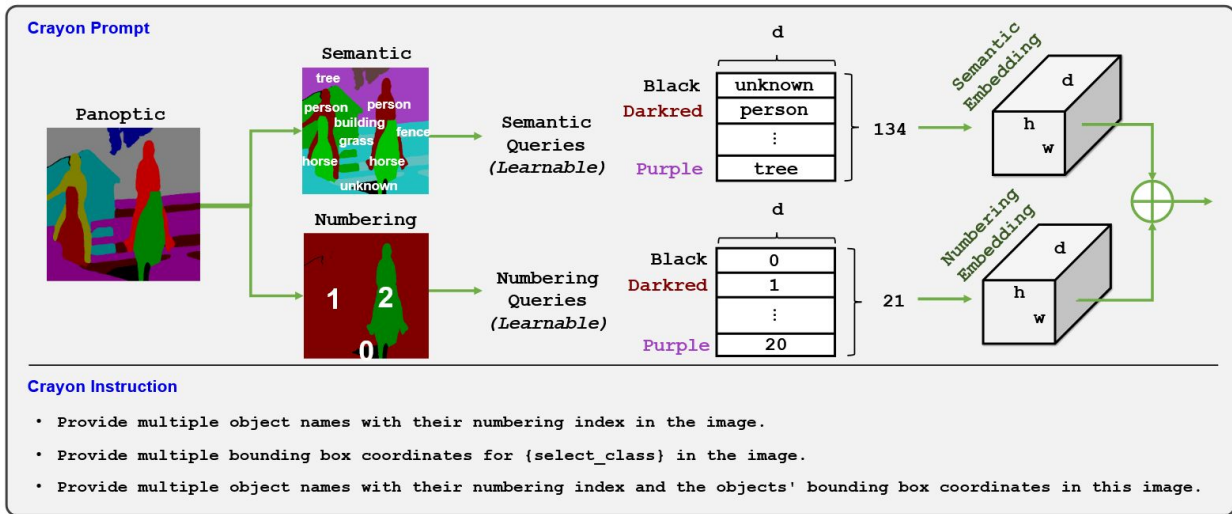 Crayon Prompt
Panoptic
Semantic
tree
person
person
building
fence
grass
horse
horse
unknown
Semantic
Queries
(Learnable)
d
Black
unknown
Darkred
person
⋮
Purple
tree
134
Semantic
Embedding
d
h
w
Numbering
1
2
0
Numbering
Queries
(Learnable)
d
Black
0
Darkred
1
⋮
Purple
20
21
Numbering
Embedding
d
h
w
Crayon Instruction
• Provide multiple object names with their numbering index in the image.
• Provide multiple bounding box coordinates for {select_class} in the image.
• Provide multiple object names with their numbering index and the objects' bounding box coordinates in this image.